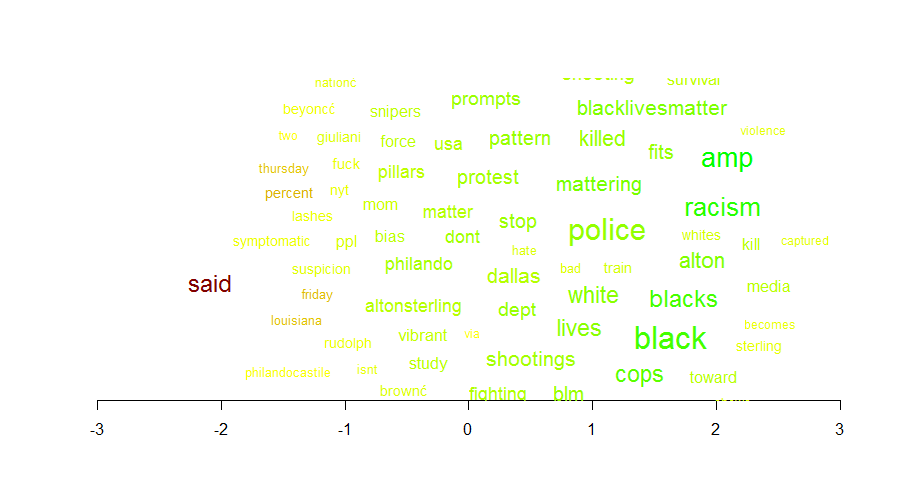 shooting survival
nationć
prompts
beyoncć snipers blacklivesmatter
two giuliani force usa pattern killed violence
fits amp
thursday fuck pillars protest
percent nyt mattering
lashes mom matter stop racism
symptomatic ppl bias dont police whites kill captured
hate
suspicion philando dallas bad train alton
said friday altonsterling dept white blacks media
louisiana vibrant via lives becomes
rudolph study shootings black sterling
philandocastile isnt cops toward
brownć fighting blm
-3 -2 -1 0 1 2 3